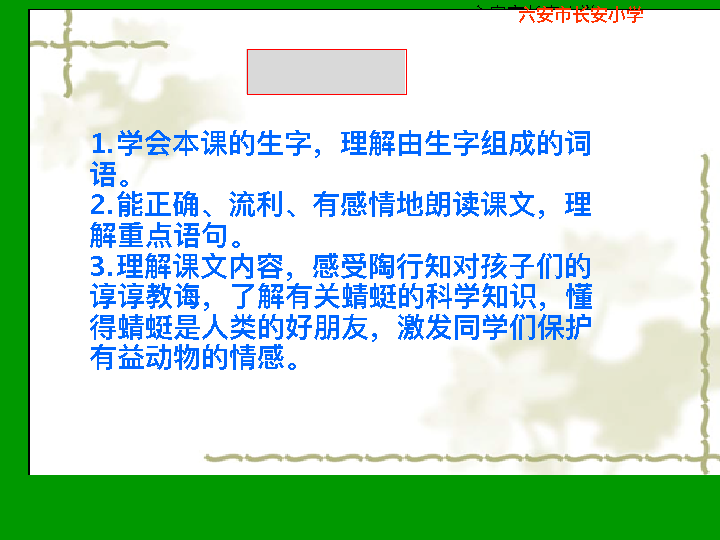 六安市长安小学
1.学会本课的生字，理解由生字组成的词
语。
2.能正确、流利、有感情地朗读课文，理
解重点语句。
3.理解课文内容，感受陶行知对孩子们的
谆谆教诲，了解有关蜻蜓的科学知识，懂
得蜻蜓是人类的好朋友，激发同学们保护
有益动物的情感。